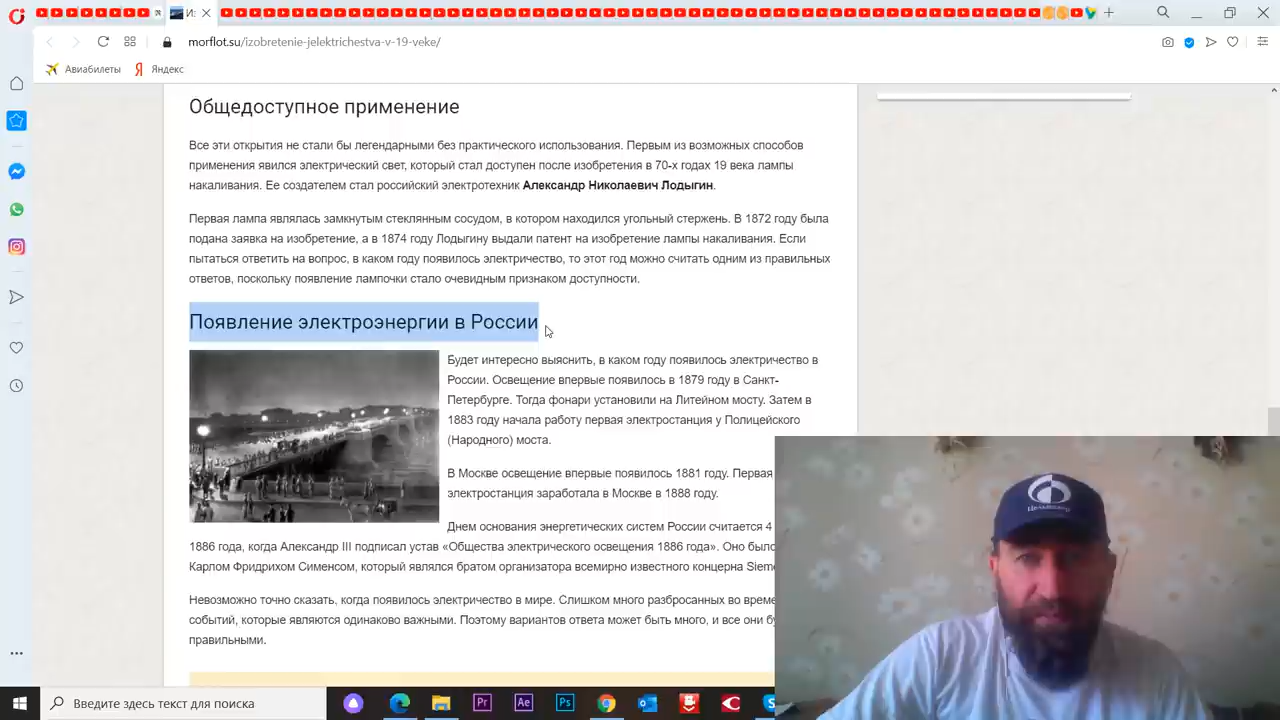 Из
morflot.su/izobretenie-jelektrichestva-v-19-veke/
Авиабилеты
Яндекс
Общедоступное применение
Все эти открытия не стали бы легендарными без практического использования. Первым из возможных способов
применения явился электрический свет, который стал доступен после изобретения в 70-х годах 19 века лампы
накаливания. Ее создателем стал российский электротехник Александр Николаевич Лодыгин.
Первая лампа являлась замкнутым стеклянным сосудом, в котором находился угольный стержень. В 1872 году была
подана заявка на изобретение, а в 1874 году Лодыгину выдали патент на изобретение лампы накаливания. Если
пытаться ответить на вопрос, в каком году появилось электричество, то этот год можно считать одним из правильных
ответов, поскольку появление лампочки стало очевидным признаком доступности.
Появление электроэнергии в России
Будет интересно выяснить, в каком году появилось электричество в
России. Освещение впервые появилось в 1879 году в Санкт-
Петербурге. Тогда фонари установили на Литейном мосту. Затем в
1883 году начала работу первая электростанция у Полицейского
(Народного) моста.
В Москве освещение впервые появилось 1881 году. Первая
электростанция заработала в Москве в 1888 году.
Днем основания энергетических систем России считается 4
1886 года, когда Александр III подписал устав «Общества электрического освещения 1886 года». Оно было
Карлом Фридрихом Сименсом, который являлся братом организатора всемирно известного концерна Sieme
Невозможно точно сказать, когда появилось электричество в мире. Слишком много разбросанных во време
событий, которые являются одинаково важными. Поэтому вариантов ответа может быть много, и все они бу
правильными.
Введите здесь текст для поиска
Pr
Ae
Ps